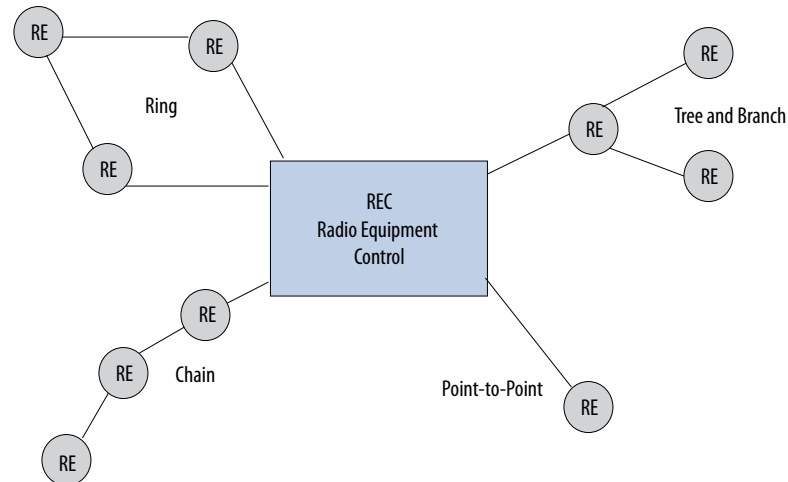 RE
RE
RE
Ring
Tree and Branch
RE
RE
RE
REC
Radio Equipment
Control
RE
RE
RE
Chain
Point-to-Point
RE